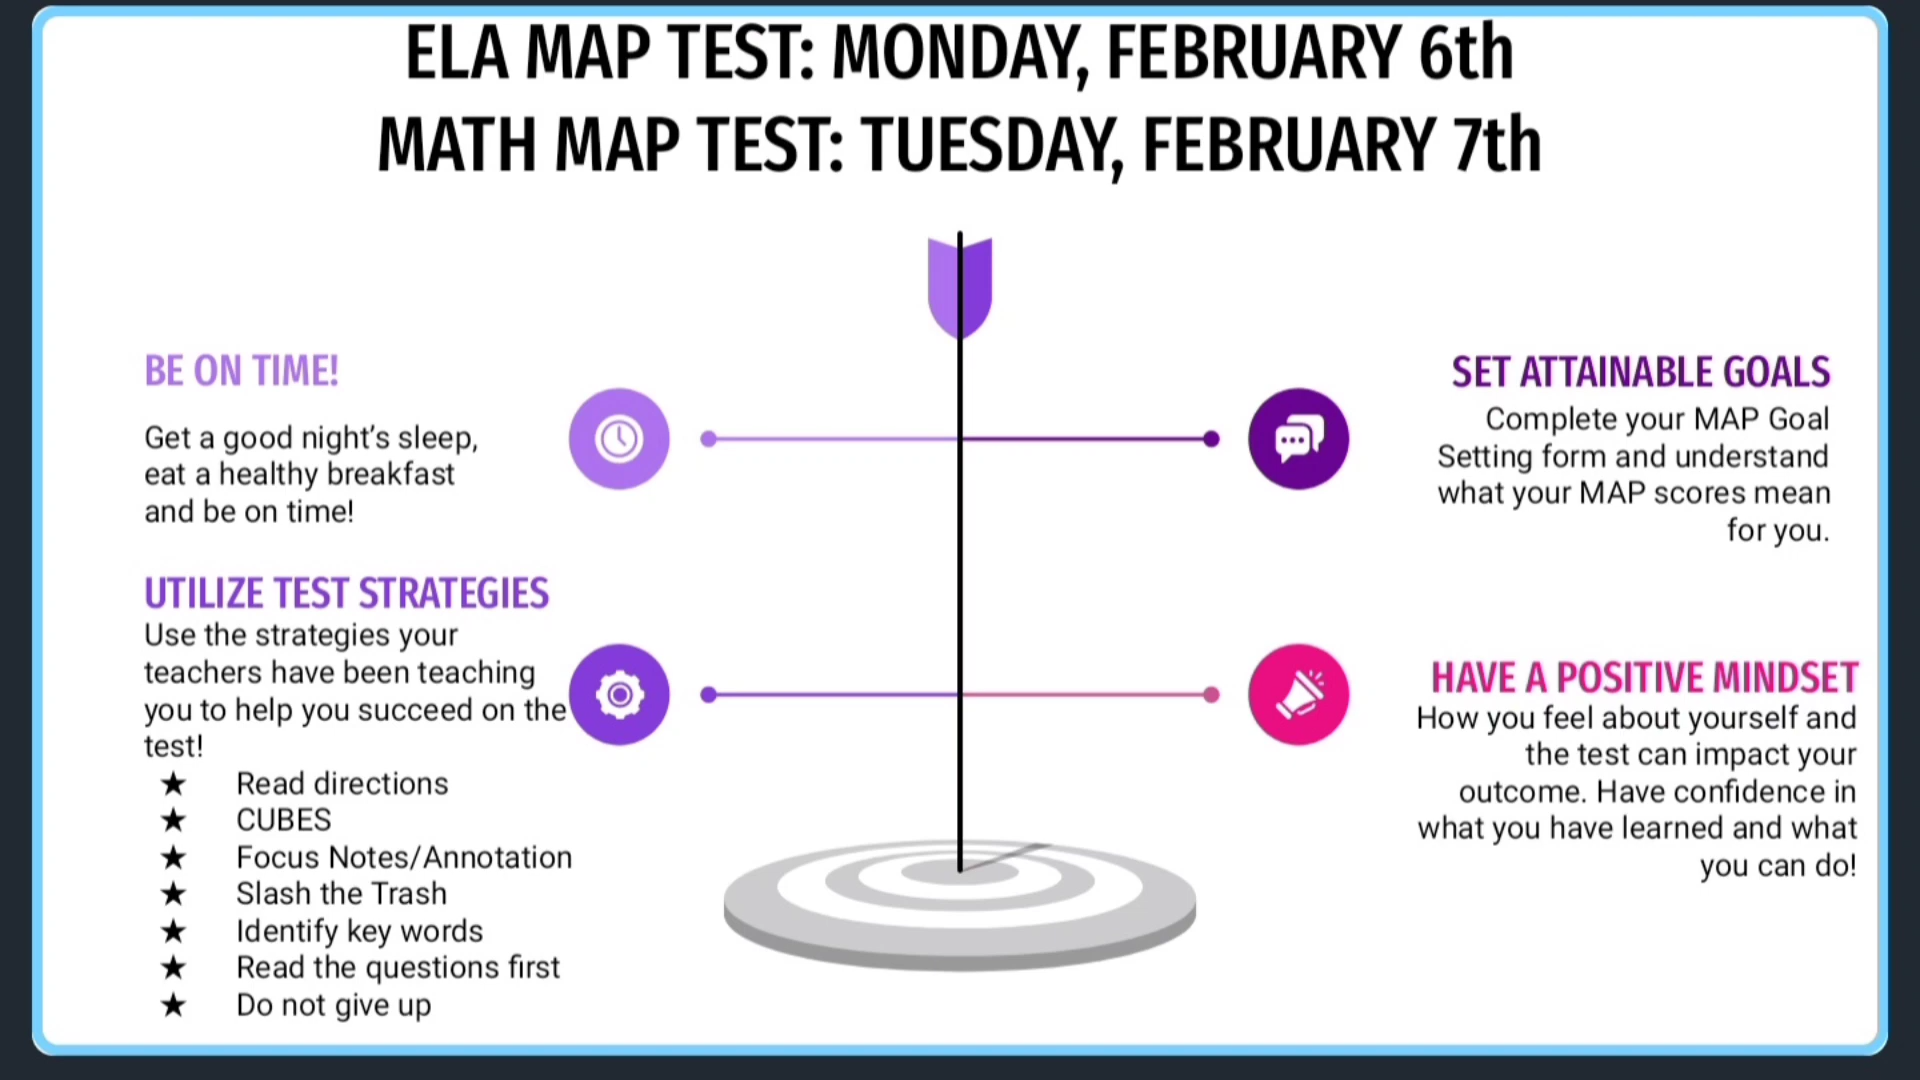 ELA MAP TEST: MONDAY, FEBRUARY 6th
MATH MAP TEST: TUESDAY, FEBRUARY 7th
BE ON TIME!
Get a good night's sleep,
eat a healthy breakfast
and be on time!
UTILIZE TEST STRATEGIES
Use the strategies your
teachers have been teaching
you to help you succeed on the
test!
★ Read directions
★ CUBES
★ Focus Notes/Annotation
★ Slash the Trash
★ Identify key words
★ Read the questions first
★ Do not give up
SET ATTAINABLE GOALS
Complete your MAP Goal
Setting form and understand
what your MAP scores mean
for you.
HAVE A POSITIVE MINDSET
How you feel about yourself and
the test can impact your
outcome. Have confidence in
what you have learned and what
you can do!